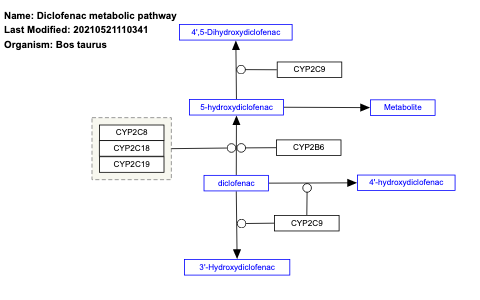 Name: Diclofenac metabolic pathway
Last Modified: 20210521110341
Organism: Bos taurus
4',5-Dihydroxydiclofenac
CYP2C9
5-hydroxydiclofenac
Metabolite
CYP2C8
CYP2C18
CYP2C19
CYP2B6
diclofenac
4'-hydroxydiclofenac
CYP2C9
3'-Hydroxydiclofenac